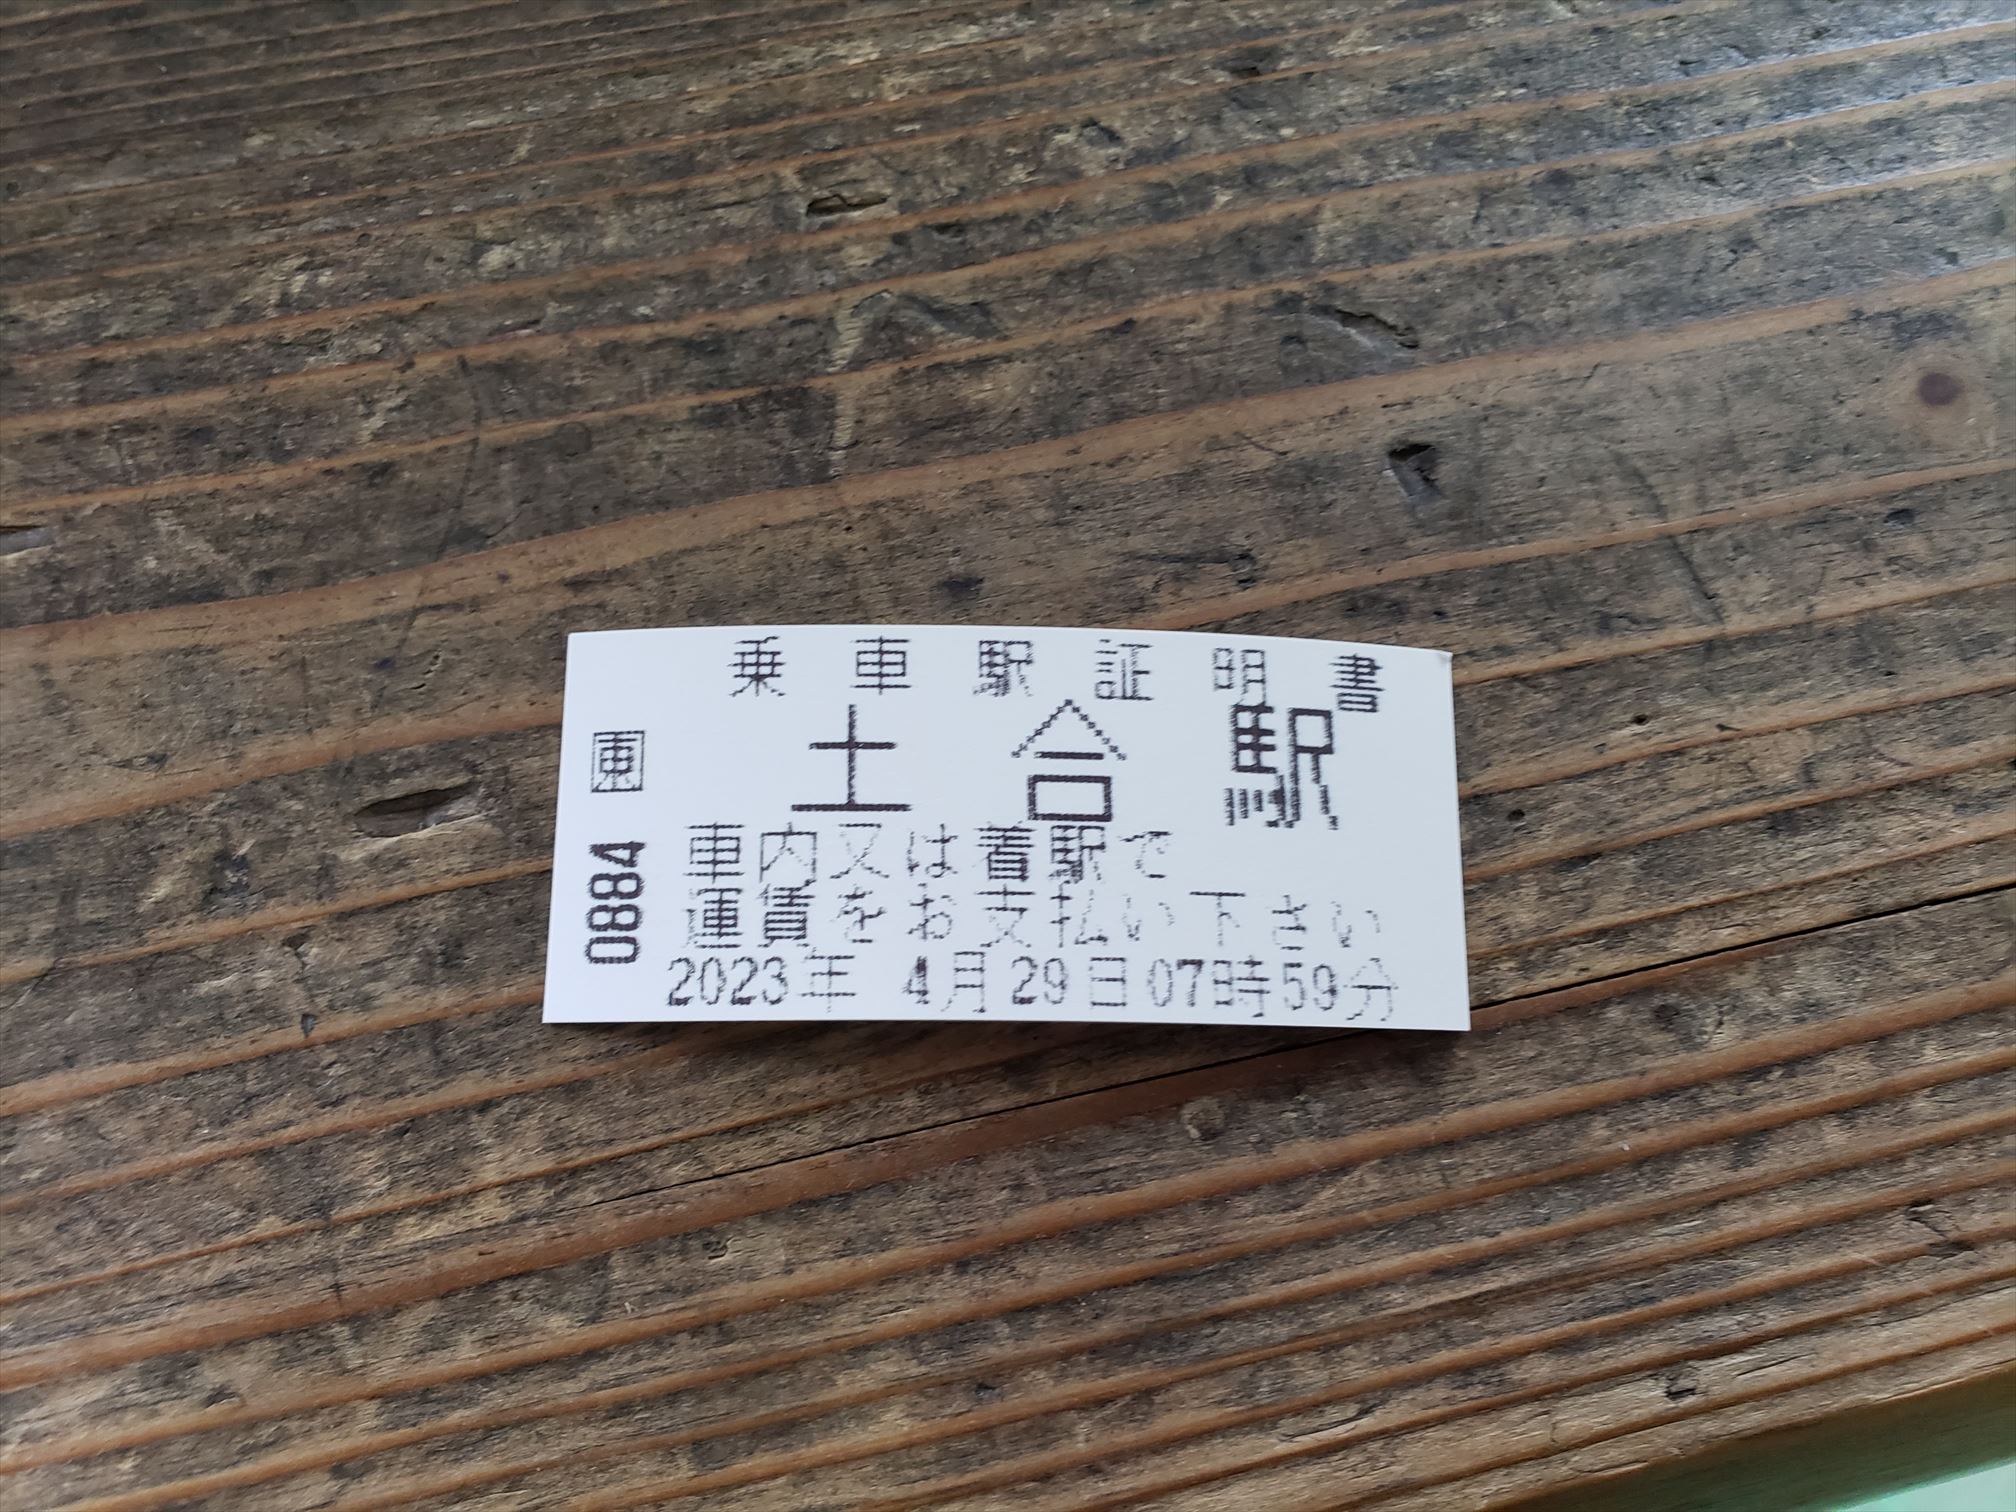 乗車駅証明書
土合駅
東
0884
車内又は着駅で
運賃をお支払い下さい
2023年 4月29日07時59分